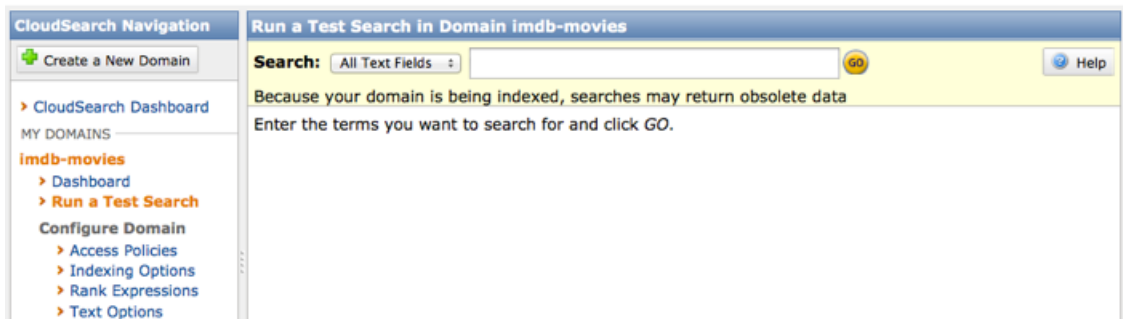 CloudSearch Navigation
Create a New Domain
CloudSearch Dashboard
MY DOMAINS
imdb-movies
Dashboard
Run a Test Search
Configure Domain
Access Policies
Indexing Options
Rank Expressions
Text Options
Run a Test Search in Domain imdb-movies
Search: All Text Fields GO Help
Because your domain is being indexed, searches may return obsolete data
Enter the terms you want to search for and click GO.